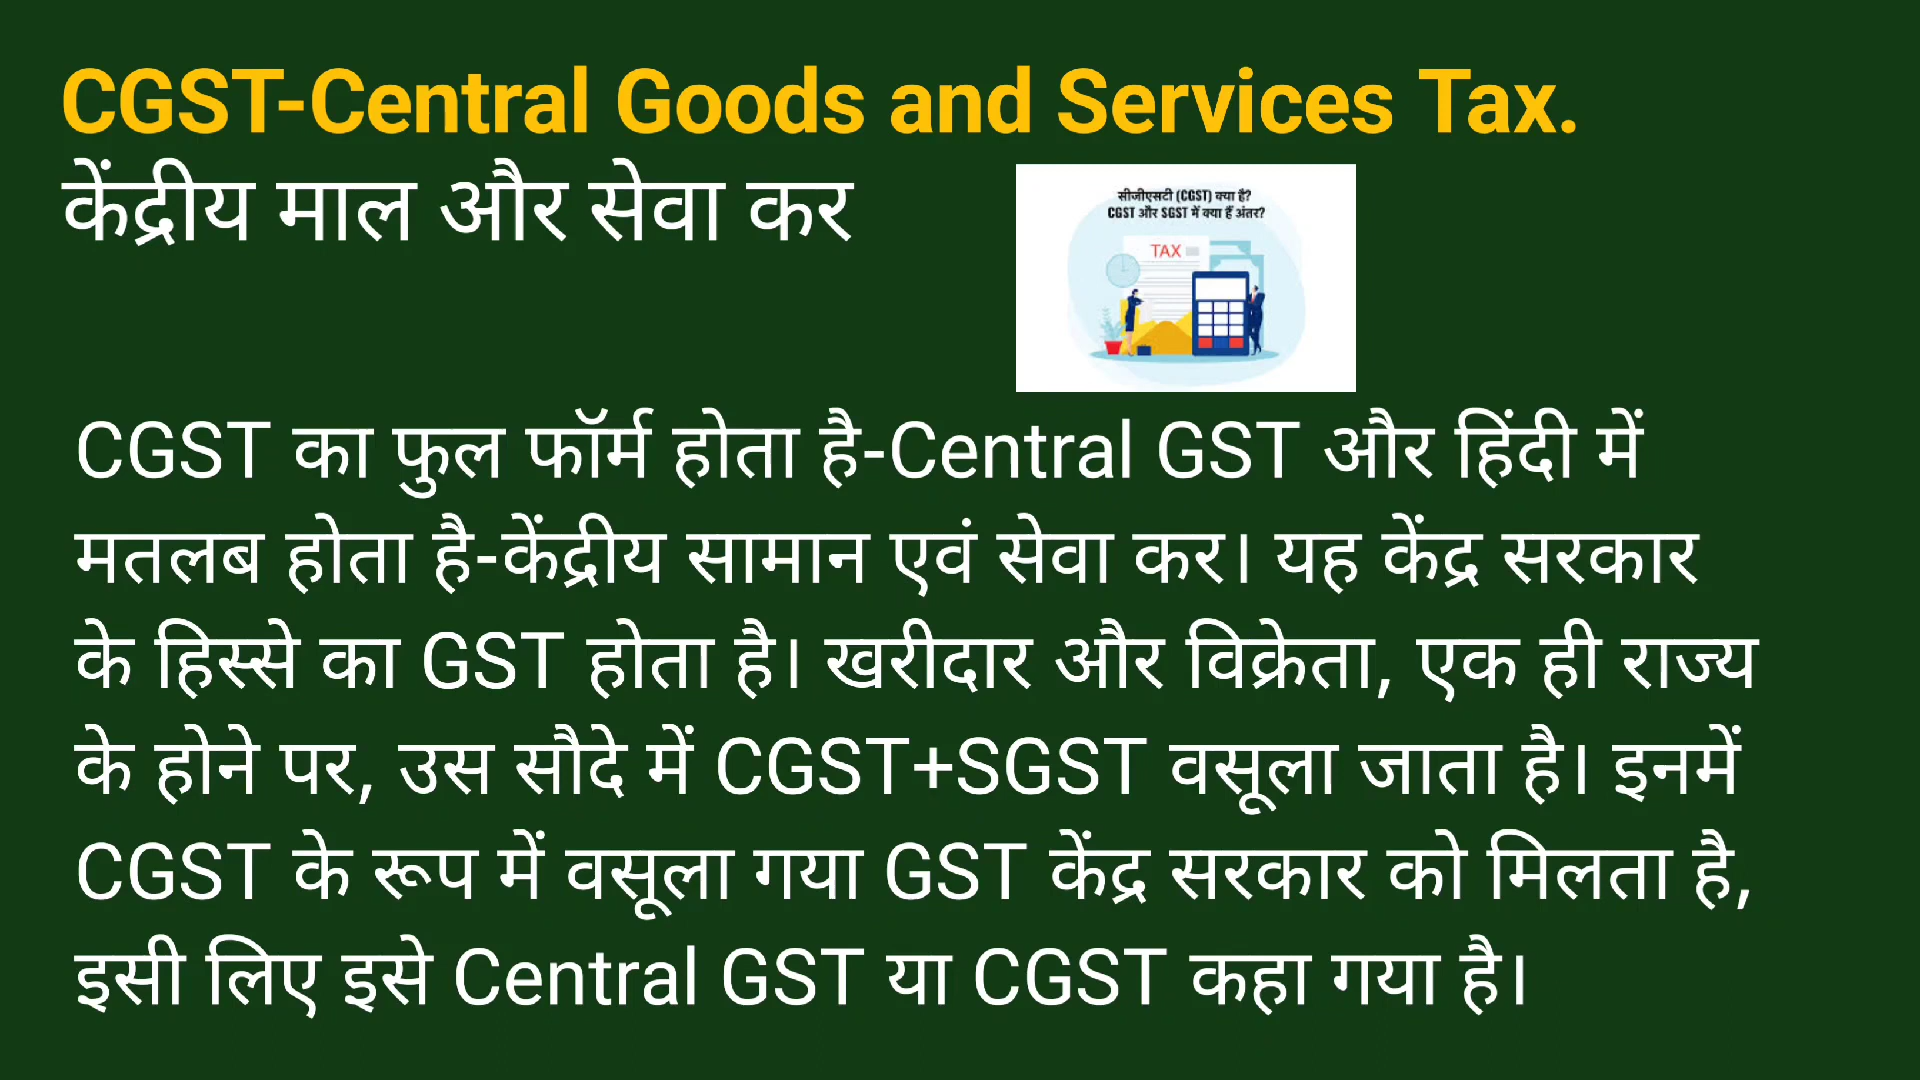 CGST-Central Goods and Services Tax.
केंद्रीय माल और सेवा कर
सीजीएसटी (CGST) क्या है?
CGST और SGST में क्या हैं अंतर?
TAX
CGST का फुल फॉर्म होता है-Central GST और हिंदी में
मतलब होता है-केंद्रीय सामान एवं सेवा कर। यह केंद्र सरकार
के हिस्से का GST होता है। खरीदार और विक्रेता, एक ही राज्य
के होने पर, उस सौदे में CGST+SGST वसूला जाता है। इनमें
CGST के रूप में वसूला गया GST केंद्र सरकार को मिलता है,
इसी लिए इसे Central GST या CGST कहा गया है।